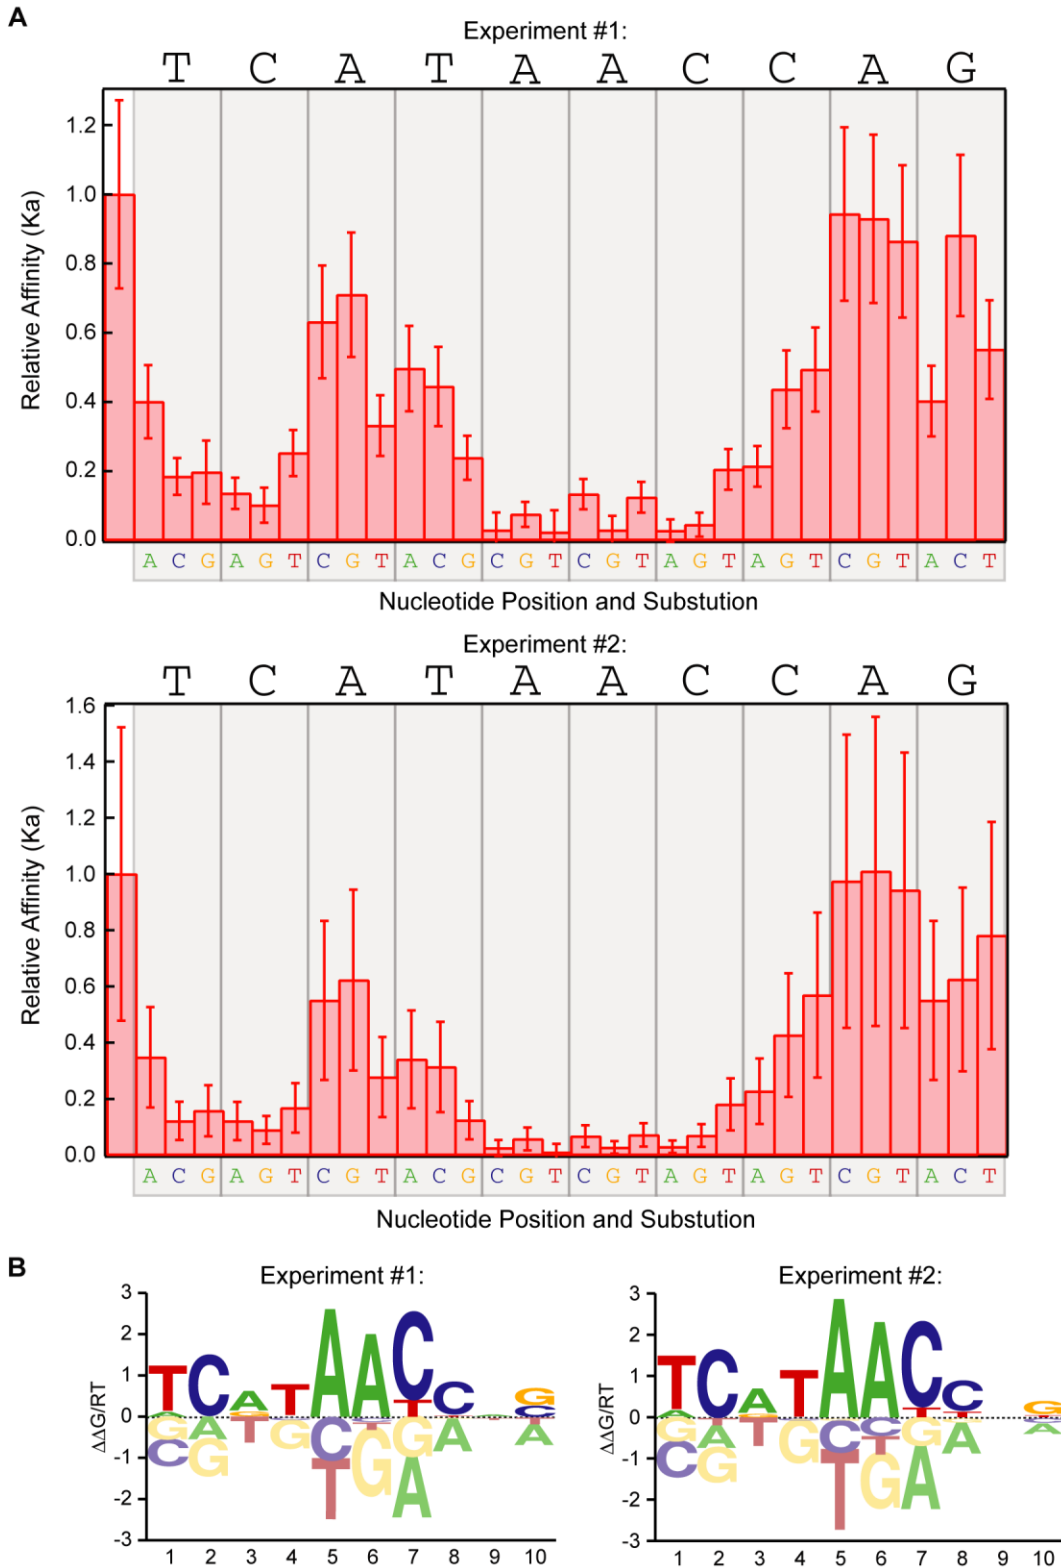 A
Experiment #1:
T C A T A A C C A G
Relative Affinity (Ka)
1.2
1.0
0.8
0.6
0.4
0.2
0.0
A C G A G T C G T A C G C G T C G T A G T A G T C G T A C T
Nucleotide Position and Substution
Experiment #2:
T C A T A A C C A G
Relative Affinity (Ka)
1.6
1.4
1.2
1.0
0.8
0.6
0.4
0.2
0.0
A C G A G T C G T A C G C G T C G T A G T A G T C G T A C T
Nucleotide Position and Substution
B
Experiment #1:
ΔΔG/RT
3
2
1
0
-1
-2
-3
T C A T A A C C G
C
A T
G A T G C G G A A
C G T A
1 2 3 4 5 6 7 8 9 10
Experiment #2:
ΔΔG/RT
3
2
1
0
-1
-2
-3
T C A T A A C C G
A T
G A T G C C G A A
C G T T A
G
1 2 3 4 5 6 7 8 9 10